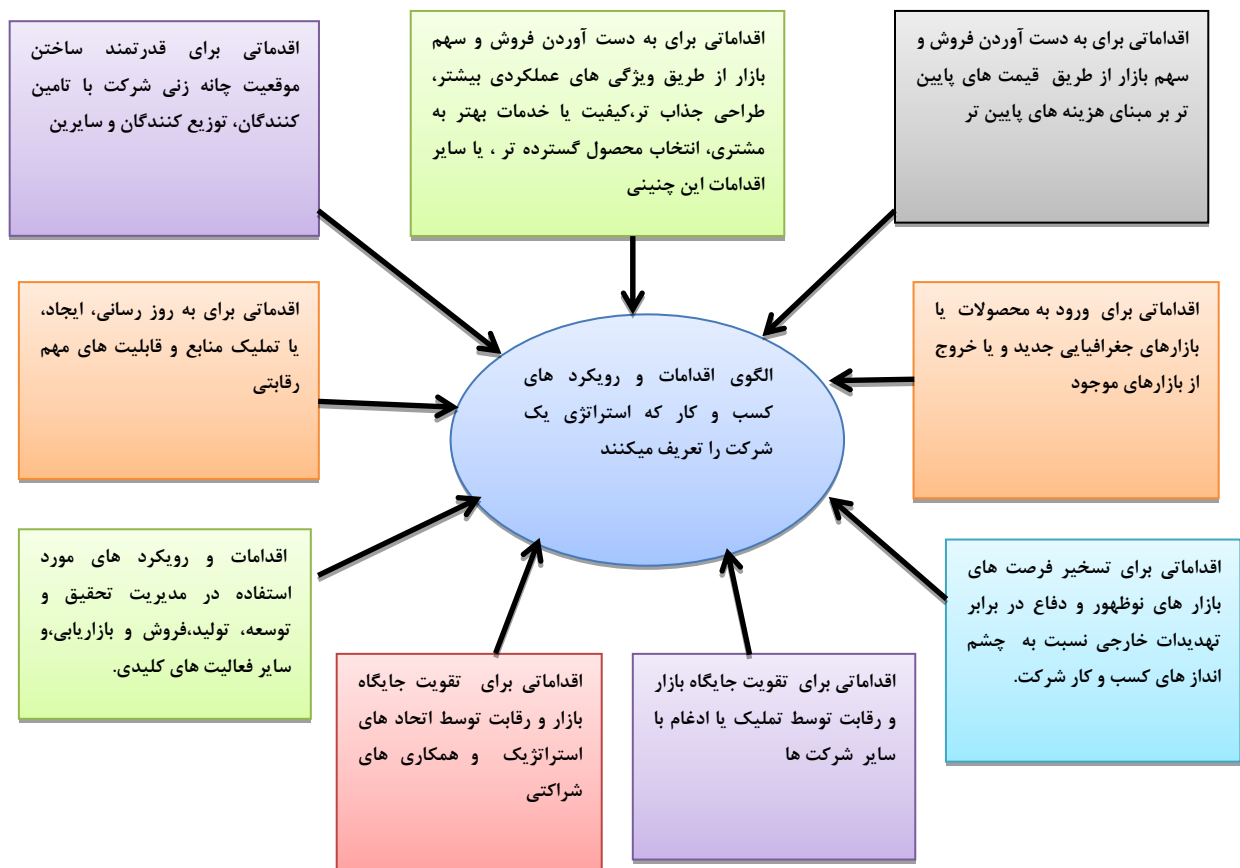 اقداماتی برای به دست آوردن فروش و
سهم بازار از طریق قیمت های پایین
تر بر مبنای هزینه های پایین تر
اقداماتی برای به دست آوردن فروش و سهم
بازار از طریق ویژگی های عملکردی بیشتر،
طراحی جذاب تر،کیفیت یا خدمات بهتر به
مشتری، انتخاب محصول گسترده تر ، یا سایر
اقدامات این چنینی
اقدماتی برای قدرتمند ساختن
موقعیت چانه زنی شرکت با تامین
کنندگان، توزیع کنندگان و سایرین
اقداماتی برای ورود به محصولات یا
بازارهای جغرافیایی جدید و یا خروج
از بازارهای موجود
الگوی اقدامات و رویکرد های
کسب و کار که استراتژی یک
شرکت را تعریف میکنند
اقدماتی برای به روز رسانی، ایجاد،
یا تملیک منابع و قابلیت های مهم
رقابتی
اقداماتی برای تسخیر فرصت های
بازار های نوظهور و دفاع در برابر
تهدیدات خارجی نسبت به چشم
انداز های کسب و کار شرکت.
اقداماتی برای تقویت جایگاه بازار
و رقابت توسط تملیک یا ادغام با
سایر شرکت ها
اقداماتی برای تقویت جایگاه
بازار و رقابت توسط اتحاد های
استراتژیک و همکاری های
شراکتی
اقدامات و رویکرد های مورد
استفاده در مدیریت تحقیق و
توسعه، تولید،فروش و بازاریابی،و
سایر فعالیت های کلیدی.